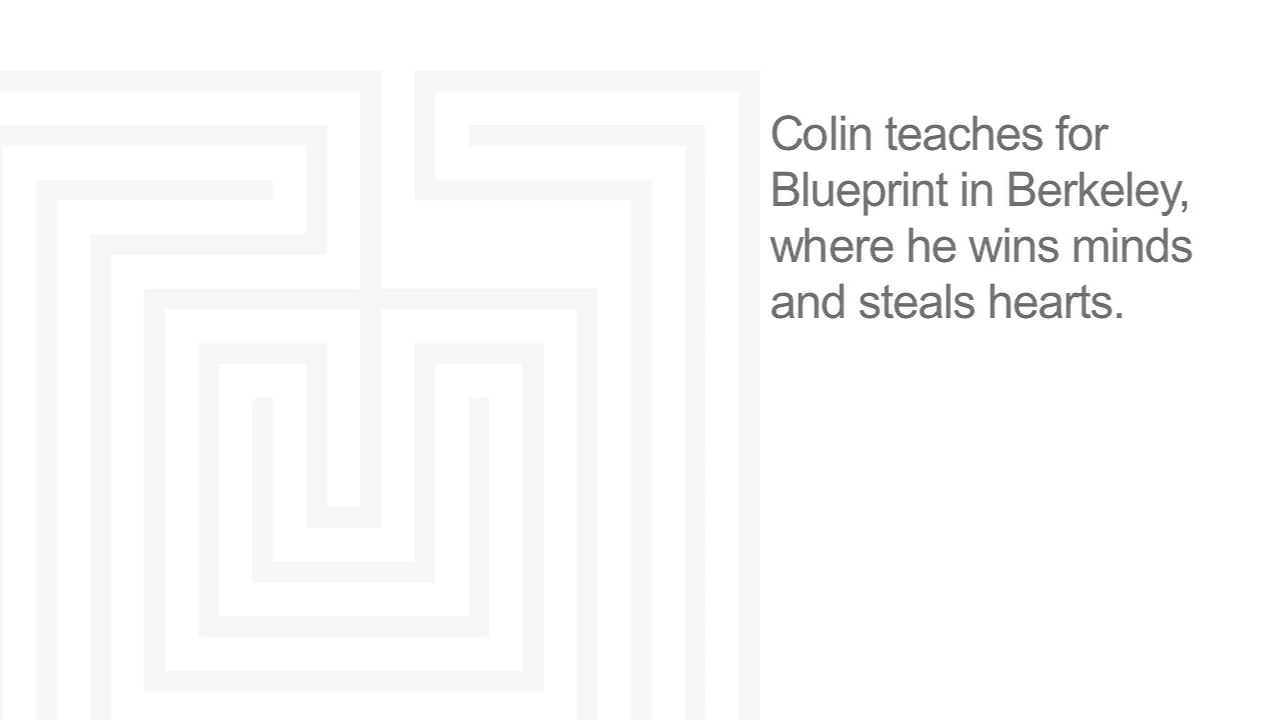 Colin teaches for
Blueprint in Berkeley,
where he wins minds
and steals hearts.